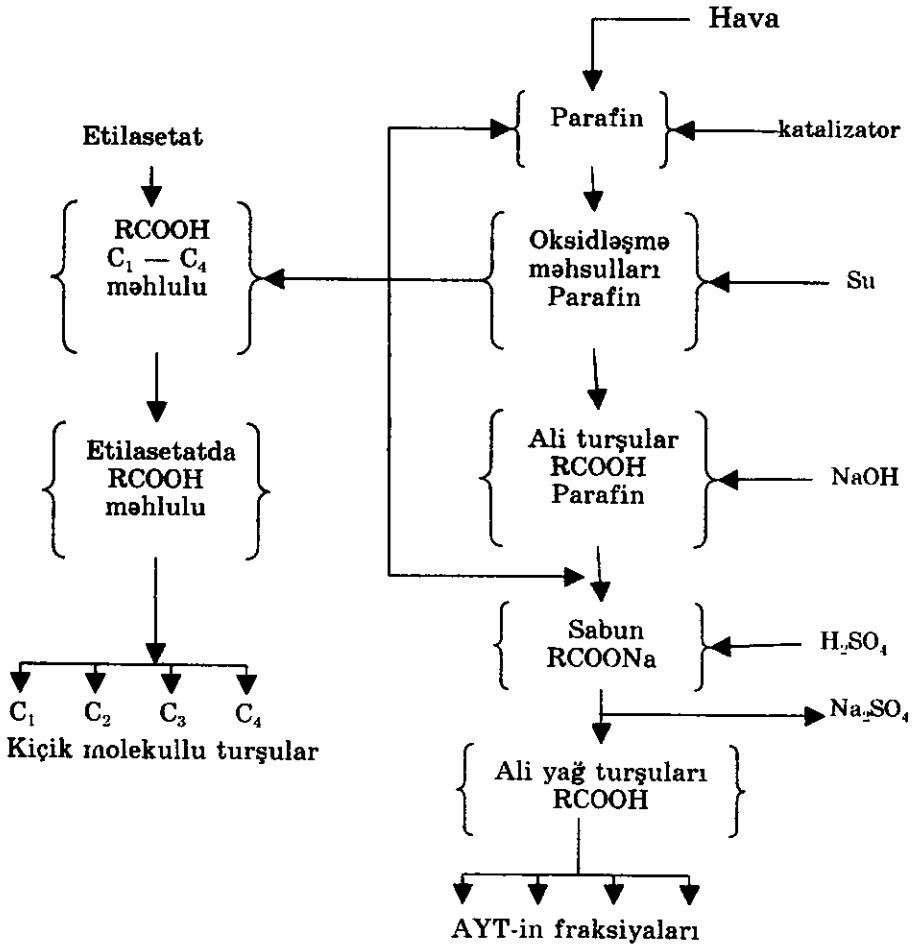 Hava
Parafin
katalizator
Etilasetat
RCOOH
C₁ — C₄
məhlulu
Oksidləşmə
məhsulları
Parafin
Su
Etilasetatda
RCOOH
məhlulu
Ali turşular
RCOOH
Parafin
NaOH
Sabun
RCOONa
H₂SO₄
Na₂SO₄
C₁ C₂ C₃ C₄
Kiçik molekullu turşular
Ali yağ turşuları
RCOOH
AYT-in fraksiyaları